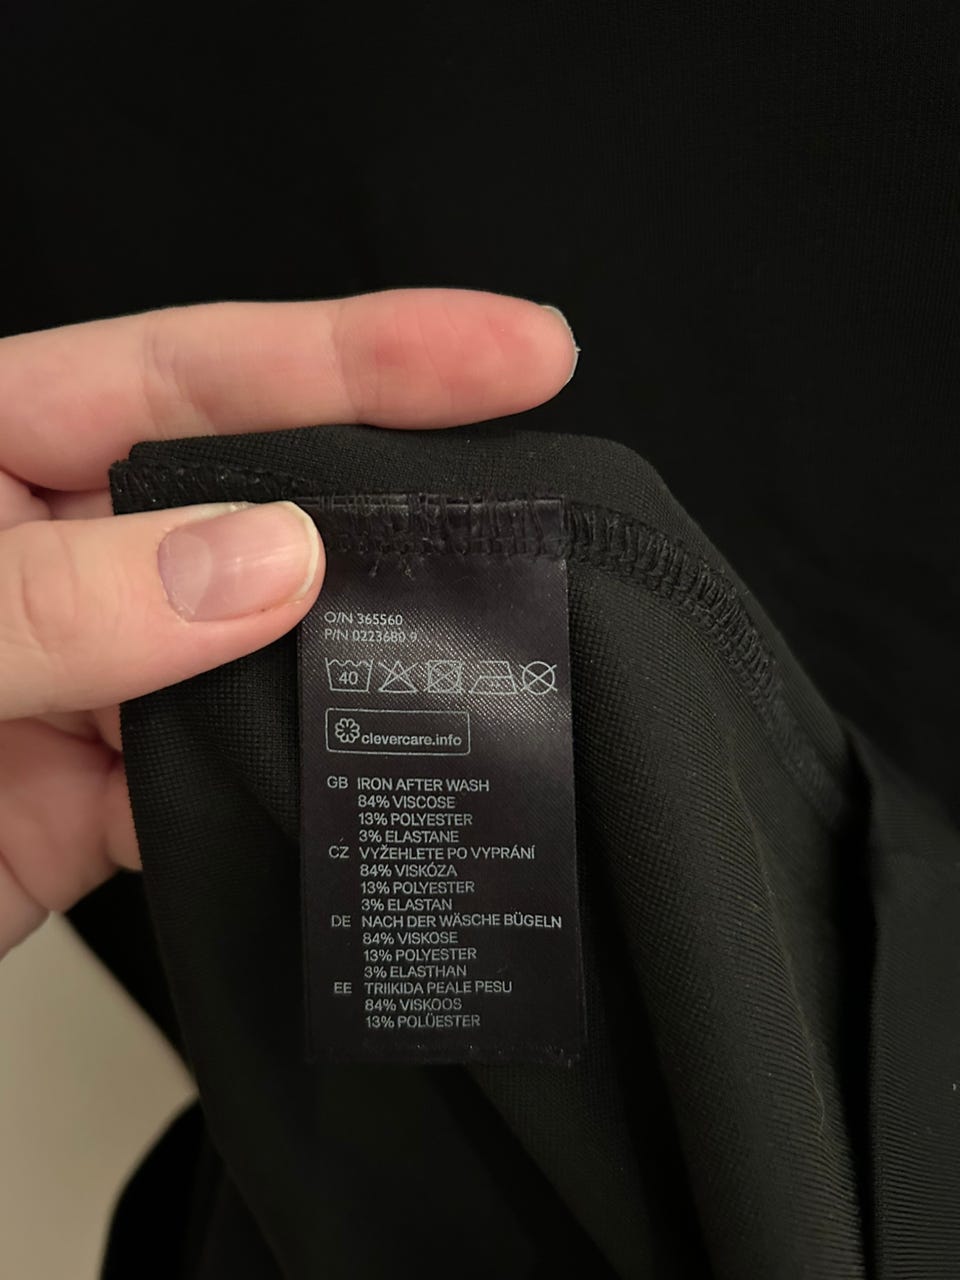 O/N 365560
P/N 0223680 9
40
clevercare.info
GB IRON AFTER WASH
84% VISCOSE
13% POLYESTER
3% ELASTANE
CZ VYŽEHLETE PO VYPRÁNÍ
84% VISKÓZA
13% POLYESTER
3% ELASTAN
DE NACH DER WÄSCHE BÜGELN
84% VISKOSE
13% POLYESTER
3% ELASTHAN
EE TRIIKIDA PEALE PESU
84% VISKOOS
13% POLÜESTER